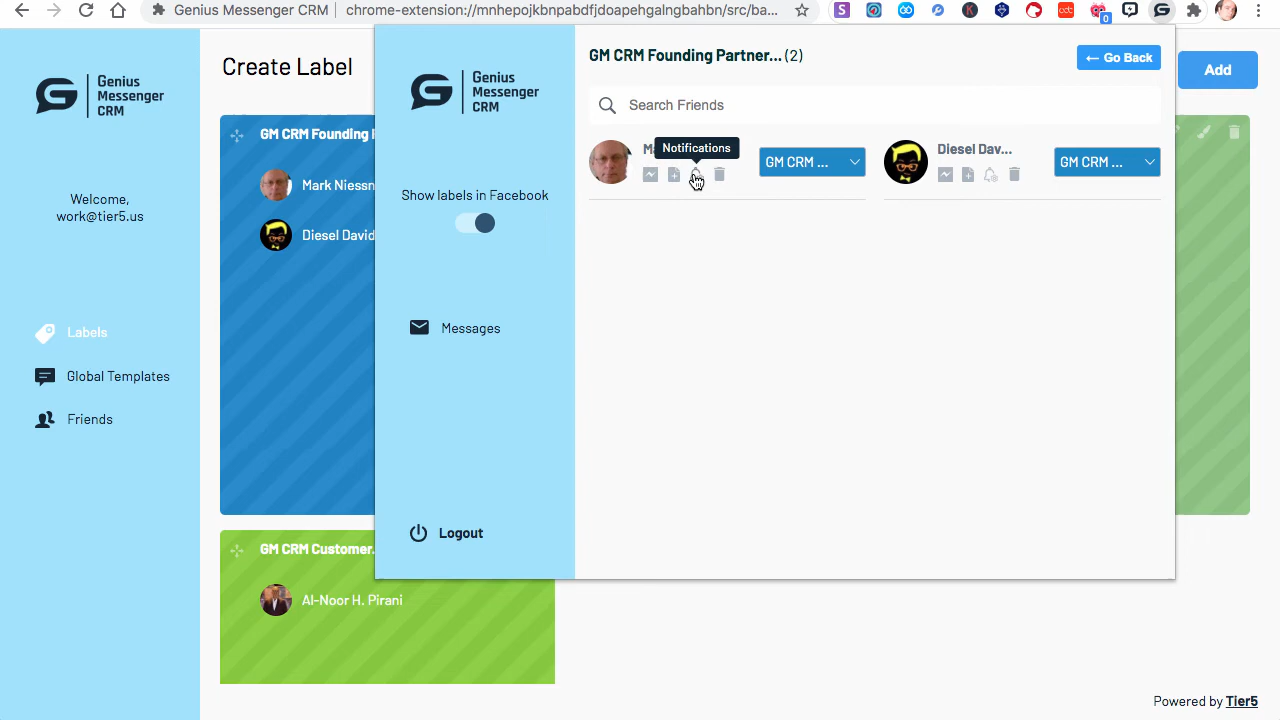 Genius Messenger CRM
chrome-extension://mnhepojkbnpabdfjdoapehgalngbahbn/src/ba...
0
Genius
Messenger
CRM
Welcome,
work@tier5.us
Labels
Global Templates
Friends
Create Label
Add
GM CRM Founding
Mark Niessn
Diesel David
GM CRM Customer.
Al-Noor H. Pirani
Genius
Messenger
CRM
Show labels in Facebook
Messages
Logout
GM CRM Founding Partner... (2)
← Go Back
Search Friends
Notifications
GM CRM ...
Diesel Dav...
GM CRM ...
Powered by Tier5